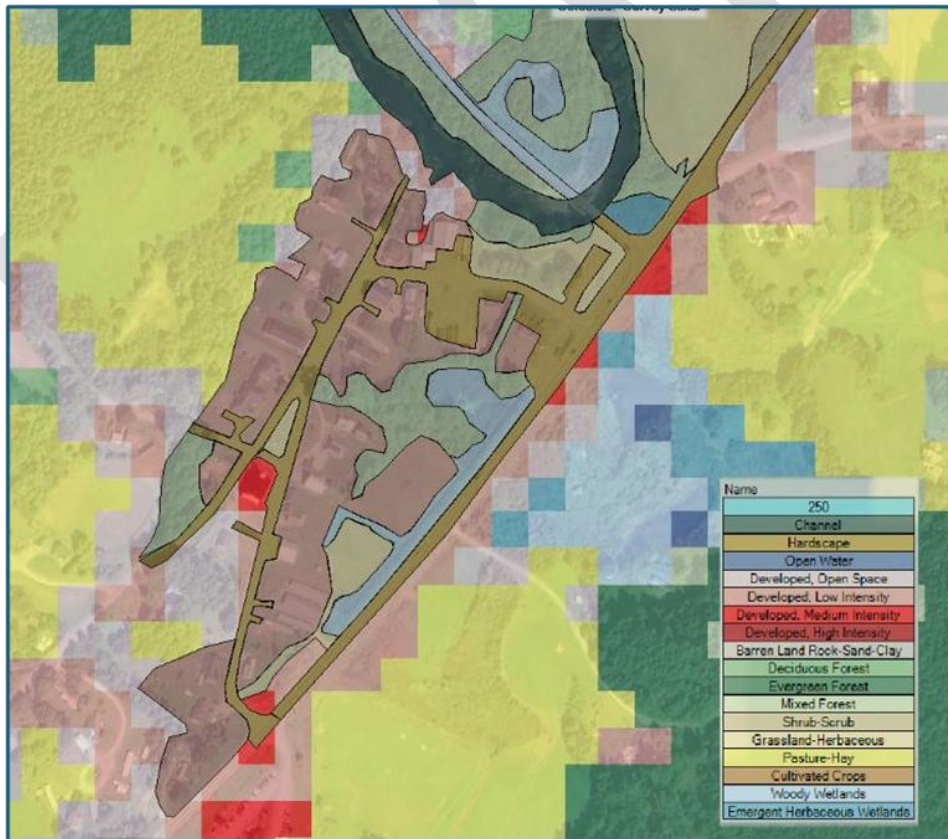 Name
250
Channel
Hardscape
Open Water
Developed, Open Space
Developed, Low Intensity
Developed, Medium Intensity
Developed, High Intensity
Barren Land Rock-Sand-Clay
Deciduous Forest
Evergreen Forest
Mixed Forest
Shrub-Scrub
Grassland-Herbaceous
Pasture-Hay
Cultivated Crops
Woody Wetlands
Emergent Herbaceous Wetlands